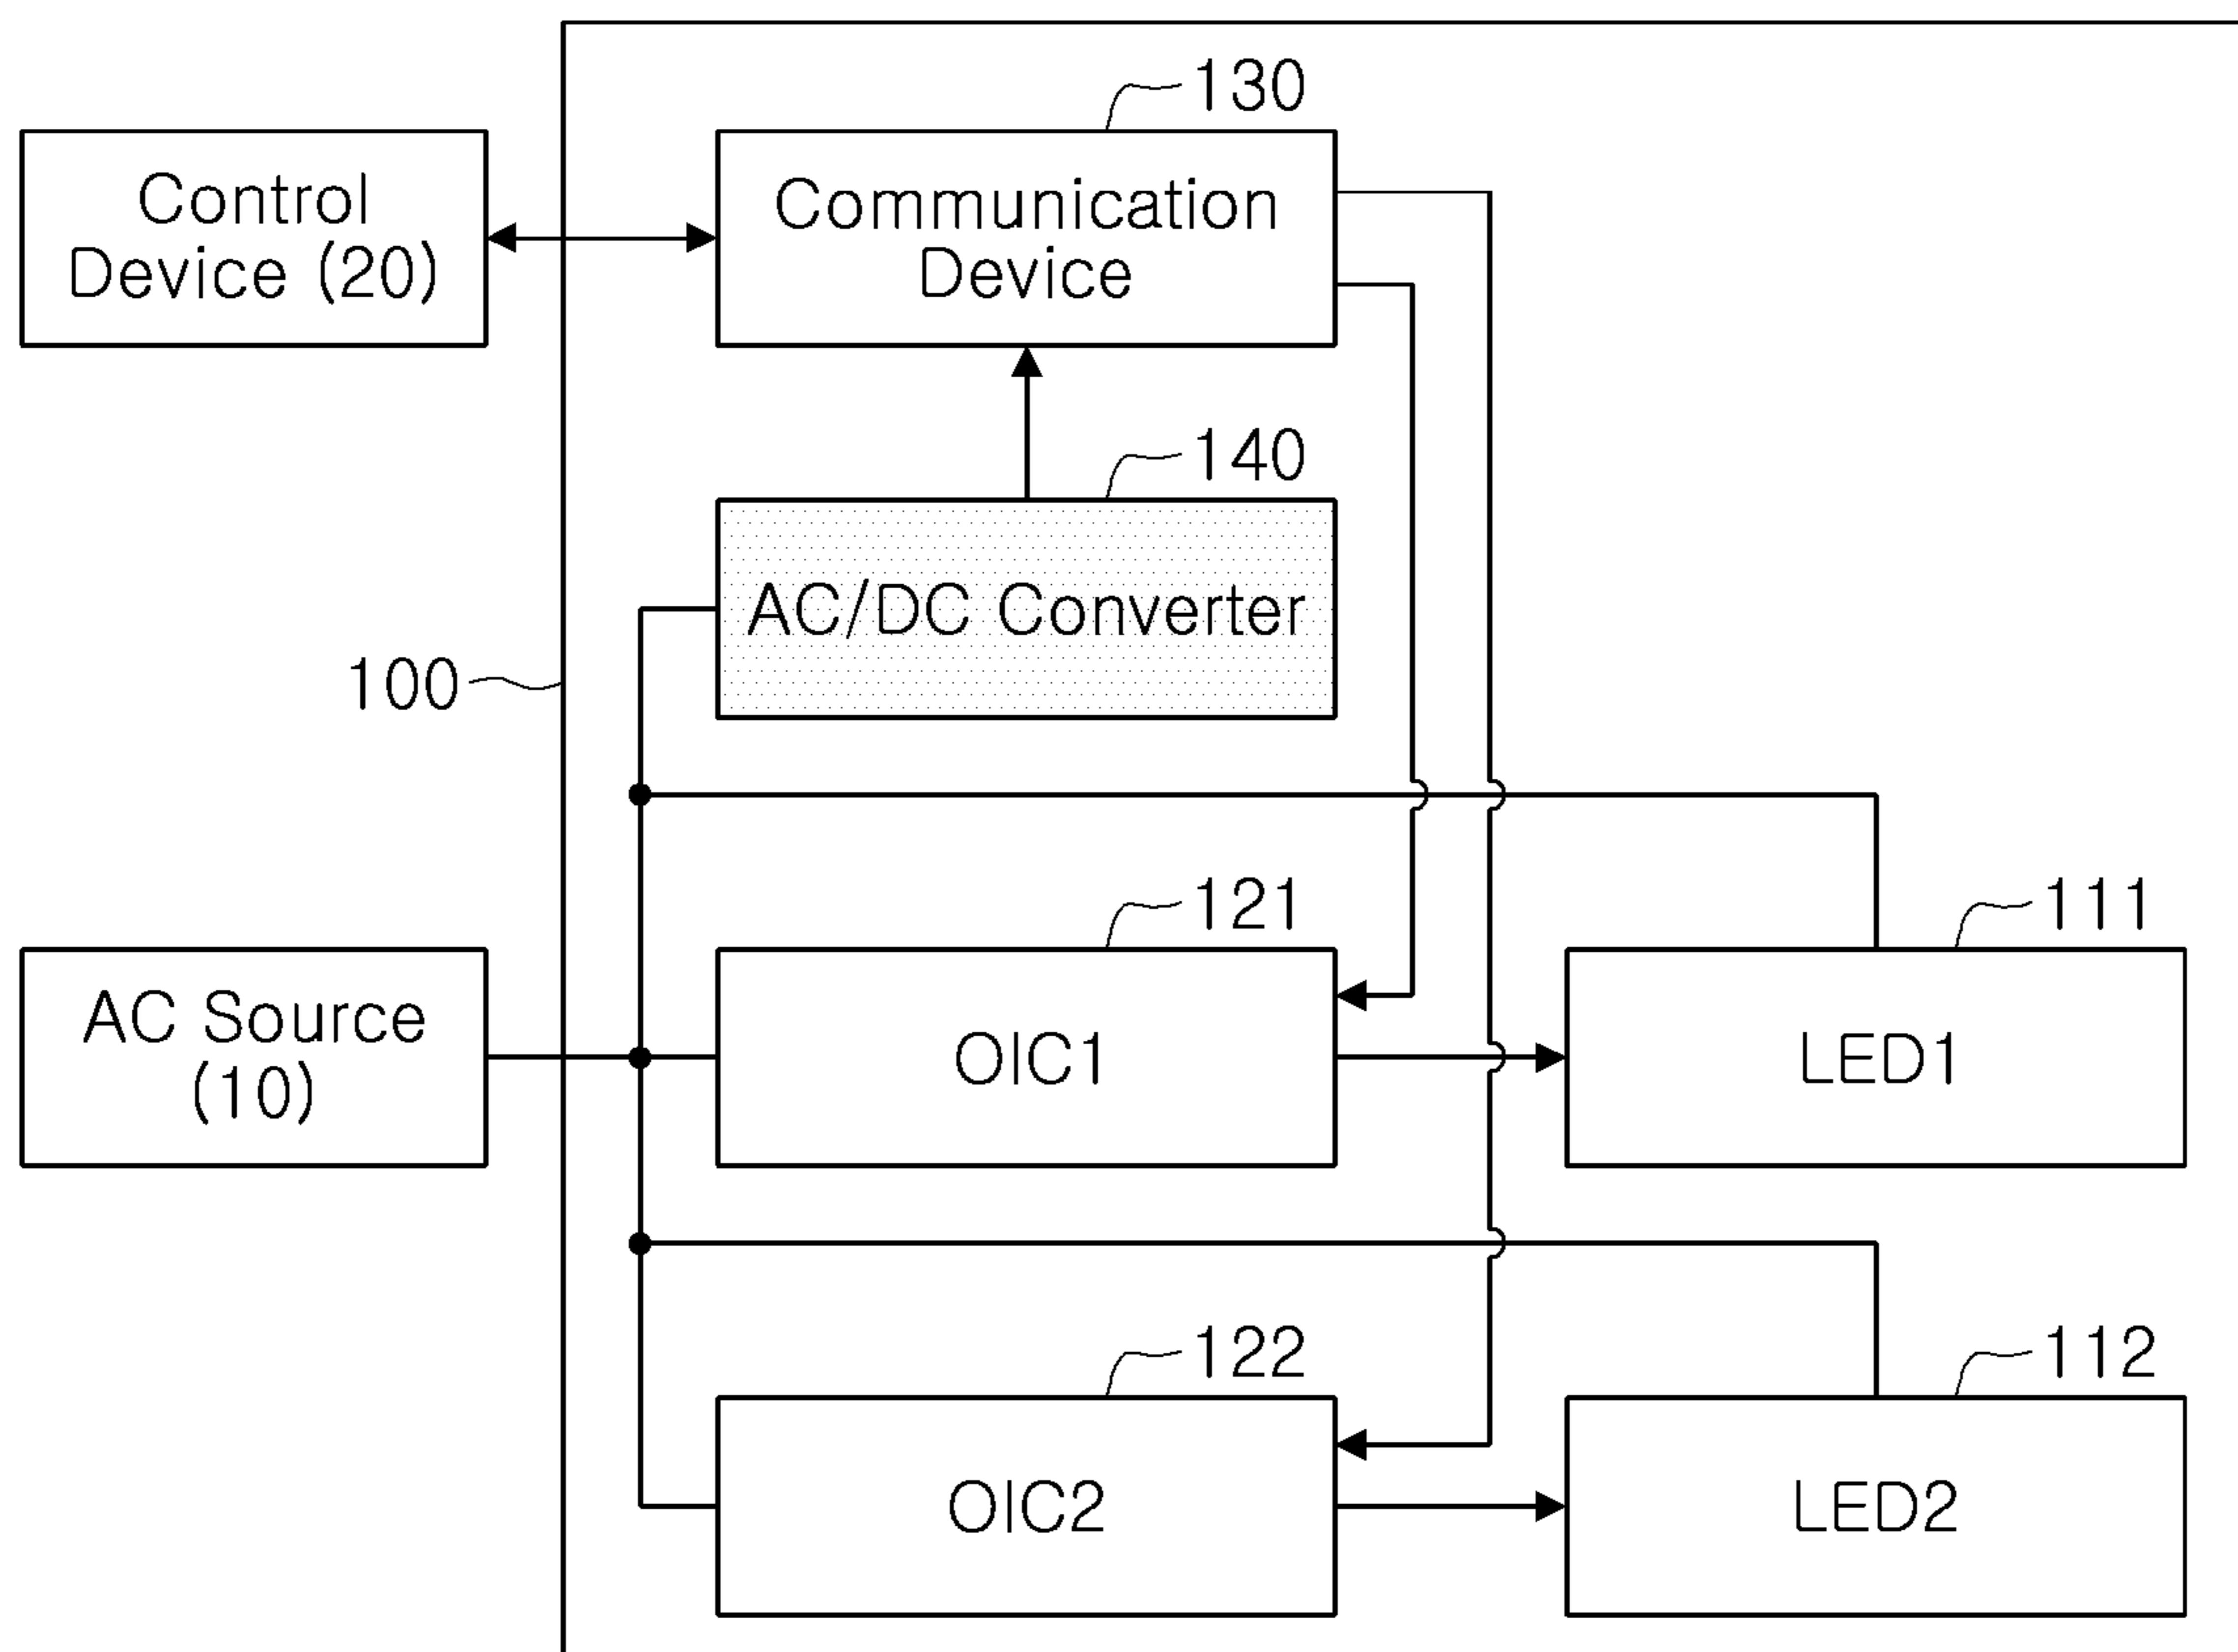 130
Control
Device (20)
Communication
Device
140
AC/DC Converter
100
121
111
AC Source
(10)
OIC1
LED1
122
112
OIC2
LED2